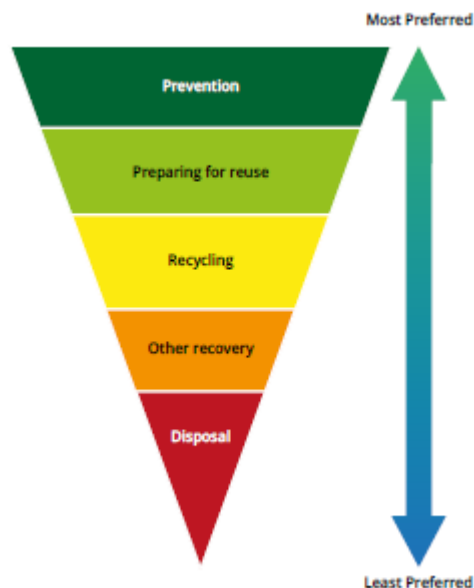 Most Preferred
Prevention
Preparing for reuse
Recycling
Other recovery
Disposal
Least Preferred